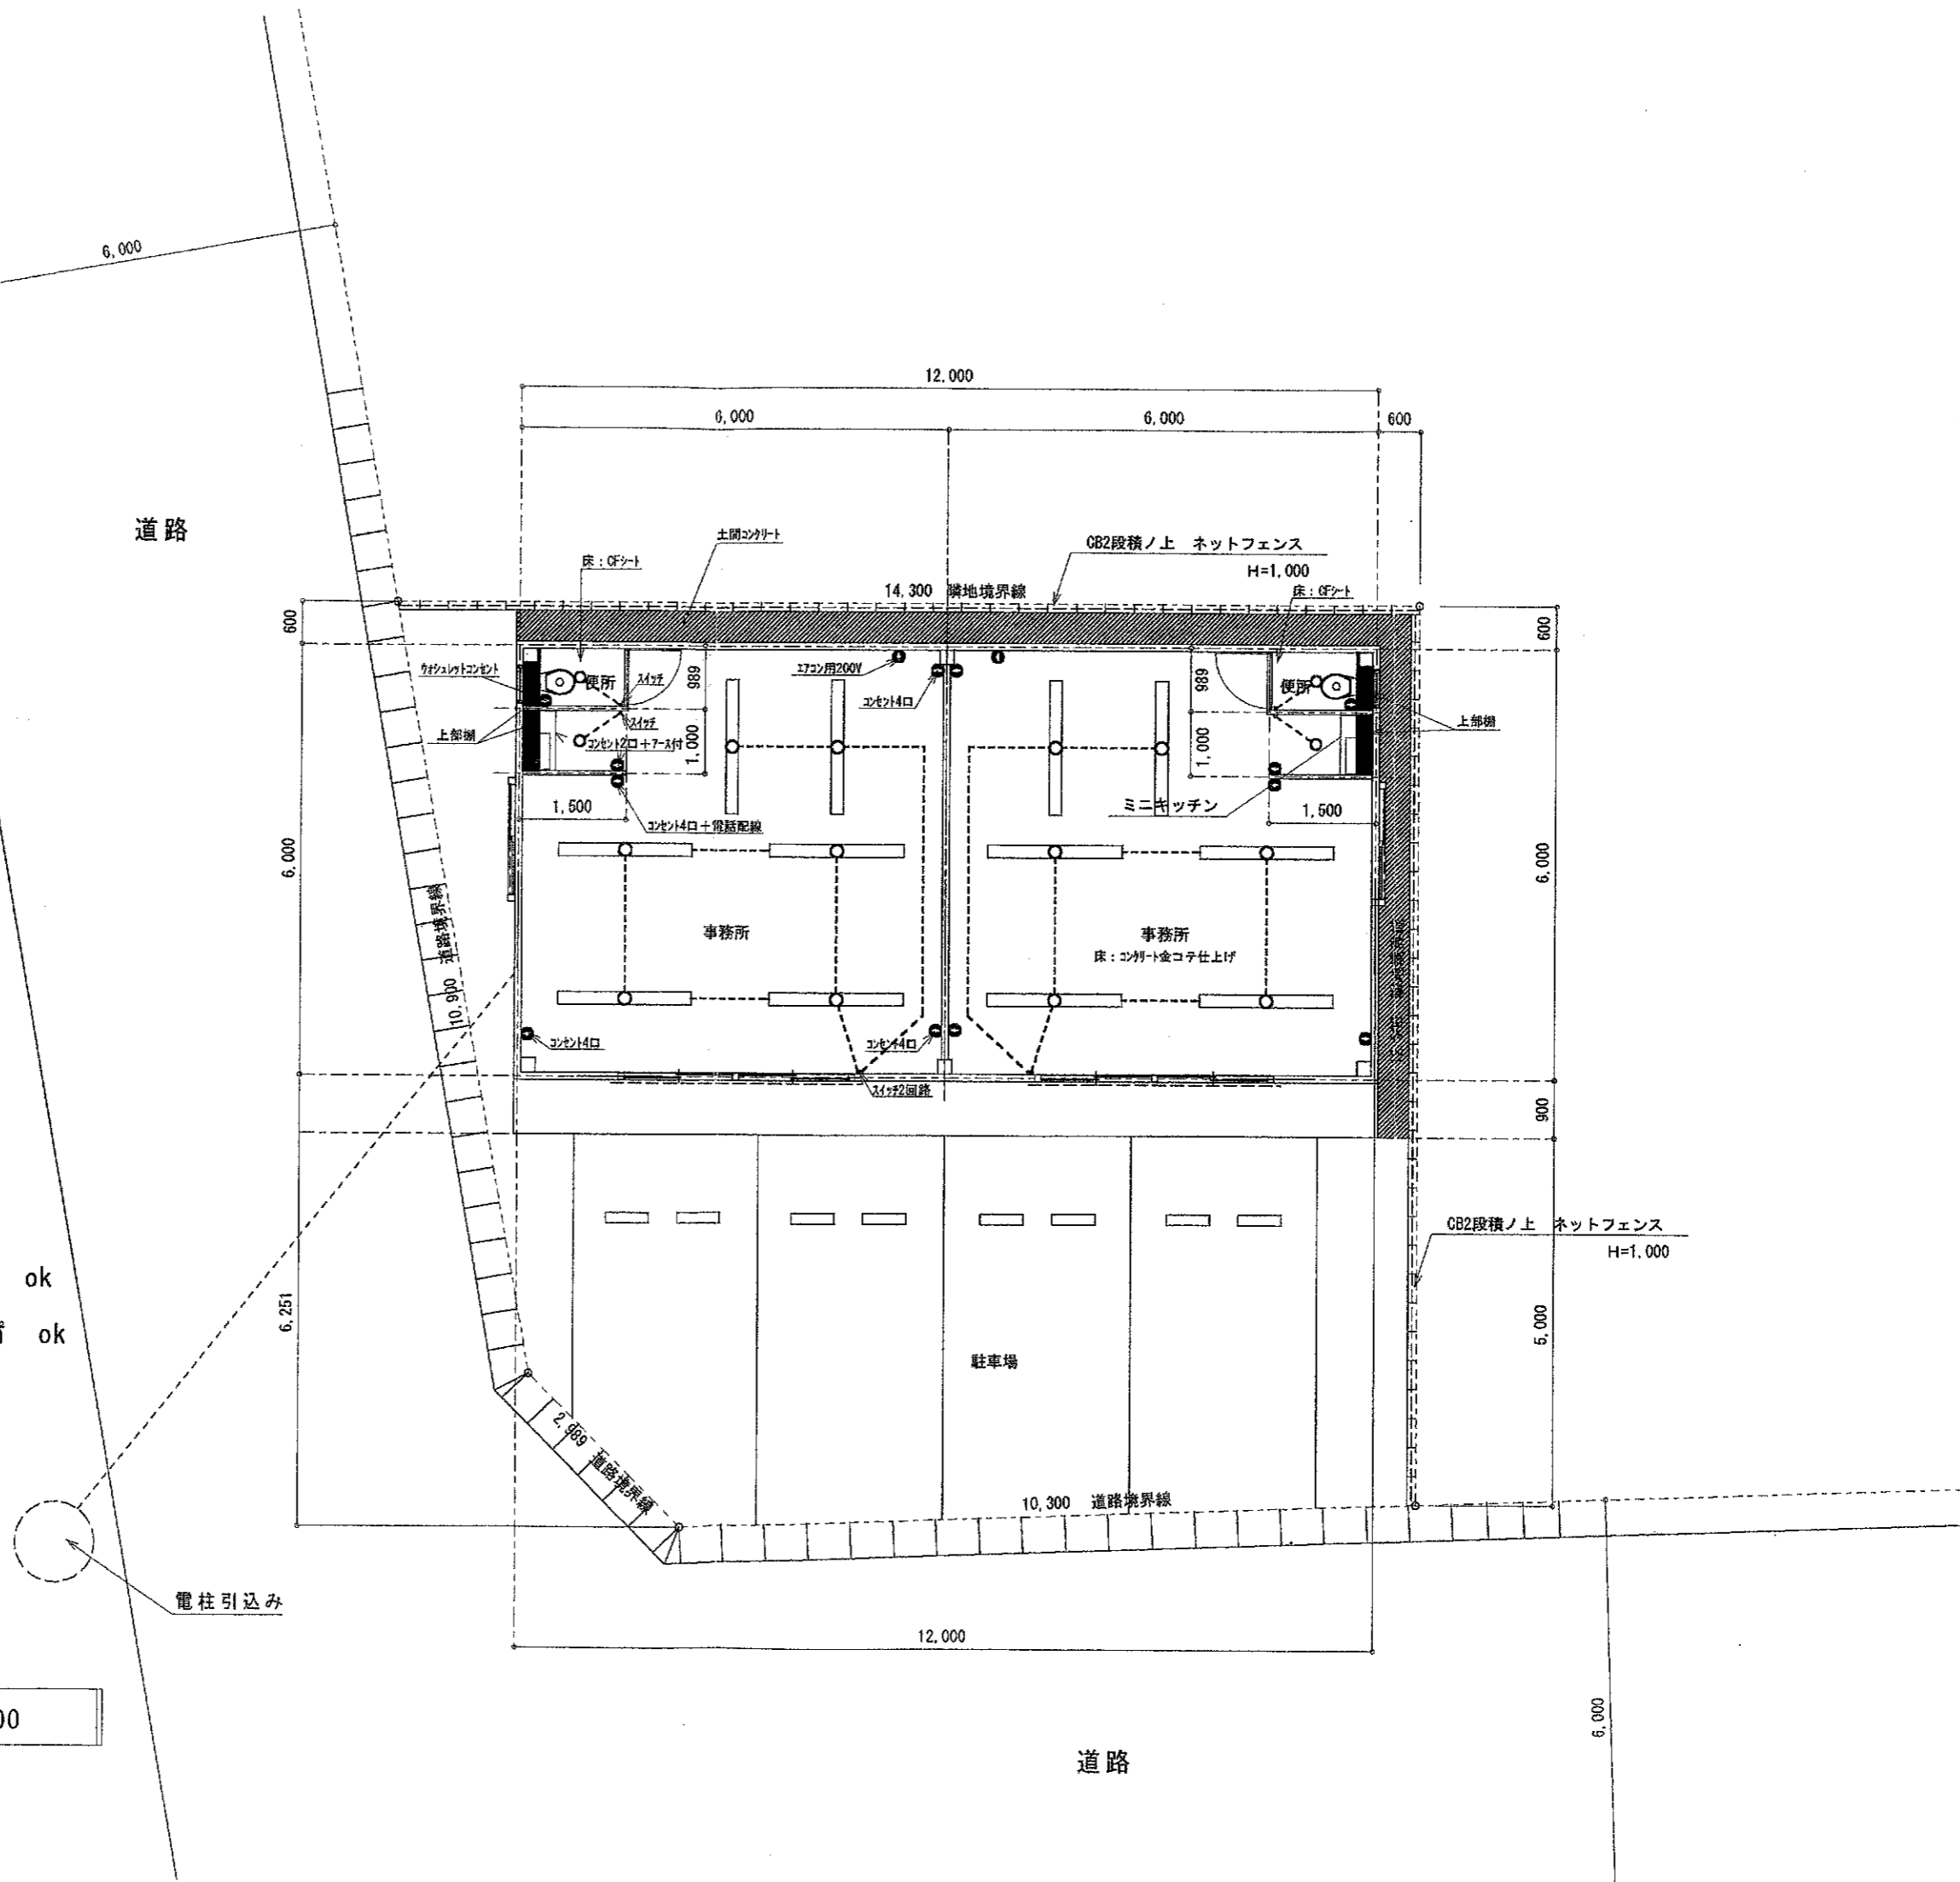 6,000
12,000
6,000
6,000
600
道路
土間コンクリート
床：CFシート
CB2段積ノ上　ネットフェンス
H=1,000
14,300　隣地境界線
床：CFシート
600
600
ウォシュレットコンセント
便所
スイッチ
989
エアコン用200V
コンセント4口
989
便所
上部棚
上部棚
スイッチ
コンセント2口＋アース付
1,000
1,000
1,500
コンセント4口＋電話配線
ミニキッチン
1,500
6,000
6,000
10,900　道路境界線
事務所
事務所
床：コンクリート金コテ仕上げ
コンセント4口
コンセント4口
スイッチ2回路
900
CB2段積ノ上　ネットフェンス
H=1,000
ok
ok
6,251
5,000
駐車場
2,989　道路境界線
10,300　道路境界線
電柱引込み
12,000
00
6,000
道路